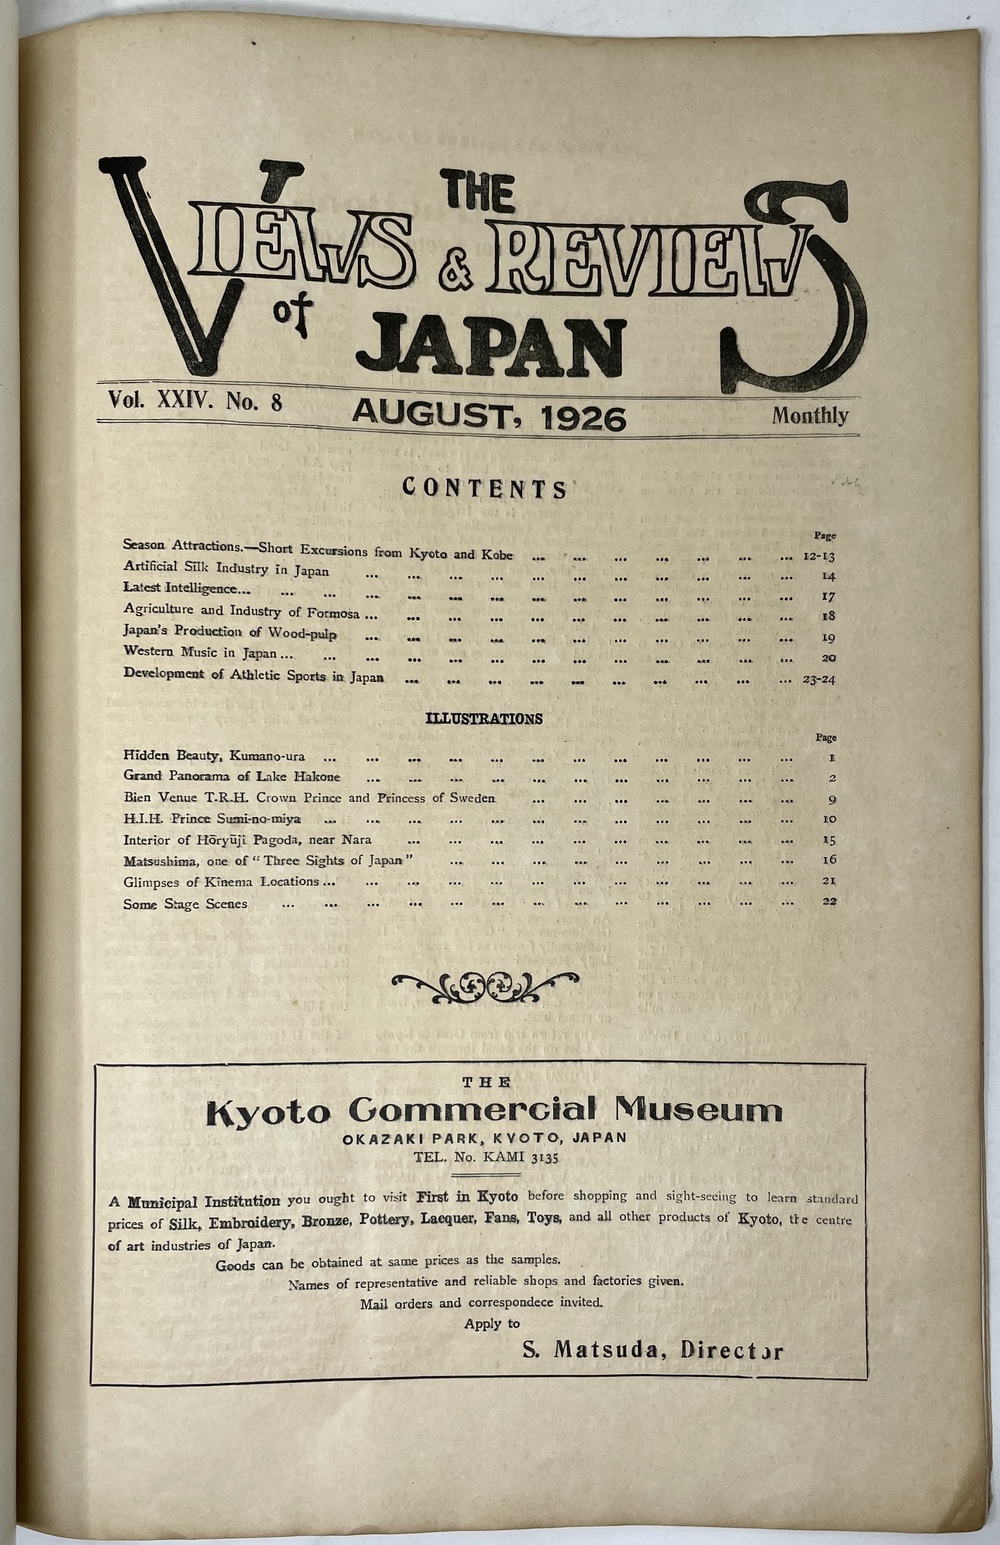 THE
VIEWS & REVIEWS
of JAPAN
Vol. XXIV. No. 8 AUGUST, 1926 Monthly
CONTENTS
Page
Season Attractions.—Short Excursions from Kyoto and Kobe ... ... ... ... ... ... ... 12-13
Artificial Silk Industry in Japan ... ... ... ... ... ... ... ... ... ... ... 14
Latest Intelligence... ... ... ... ... ... ... ... ... ... ... ... ... ... 17
Agriculture and Industry of Formosa ... ... ... ... ... ... ... ... ... ... ... 18
Japan's Production of Wood-pulp ... ... ... ... ... ... ... ... ... ... ... 19
Western Music in Japan ... ... ... ... ... ... ... ... ... ... ... ... ... 20
Development of Athletic Sports in Japan ... ... ... ... ... ... ... ... ... ... 23-24
ILLUSTRATIONS
Page
Hidden Beauty, Kumano-ura ... ... ... ... ... ... ... ... ... ... ... ... 1
Grand Panorama of Lake Hakone ... ... ... ... ... ... ... ... ... ... ... 2
Bien Venue T.R.H. Crown Prince and Princess of Sweden ... ... ... ... ... ... ... 9
H.I.H. Prince Sumi-no-miya ... ... ... ... ... ... ... ... ... ... ... ... 10
Interior of Hōryūji Pagoda, near Nara ... ... ... ... ... ... ... ... ... ... 15
Matsushima, one of "Three Sights of Japan" ... ... ... ... ... ... ... ... ... 16
Glimpses of Kinema Locations ... ... ... ... ... ... ... ... ... ... ... ... 21
Some Stage Scenes ... ... ... ... ... ... ... ... ... ... ... ... ... 22
THE
Kyoto Commercial Museum
OKAZAKI PARK, KYOTO, JAPAN
TEL. No. KAMI 3135
A Municipal Institution you ought to visit First in Kyoto before shopping and sight-seeing to learn standard
prices of Silk, Embroidery, Bronze, Pottery, Lacquer, Fans, Toys, and all other products of Kyoto, the centre
of art industries of Japan.
Goods can be obtained at same prices as the samples.
Names of representative and reliable shops and factories given.
Mail orders and correspondece invited.
Apply to
S. Matsuda, Director